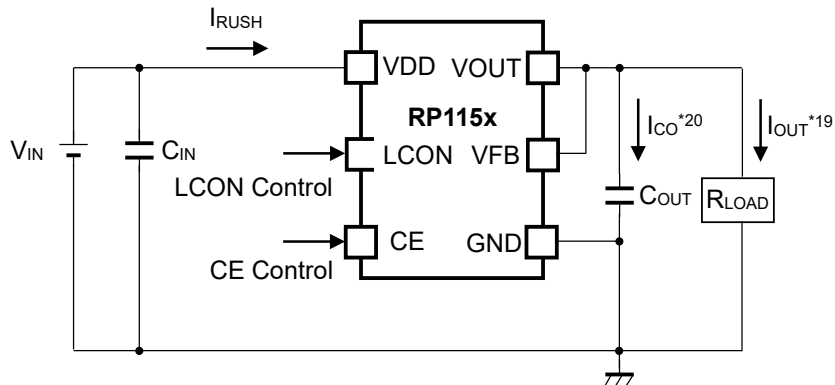 IRUSH
VDD VOUT
RP115x
ICO*20 IOUT*19
VIN CIN LCON VFB
LCON Control
COUT RLOAD
CE GND
CE Control